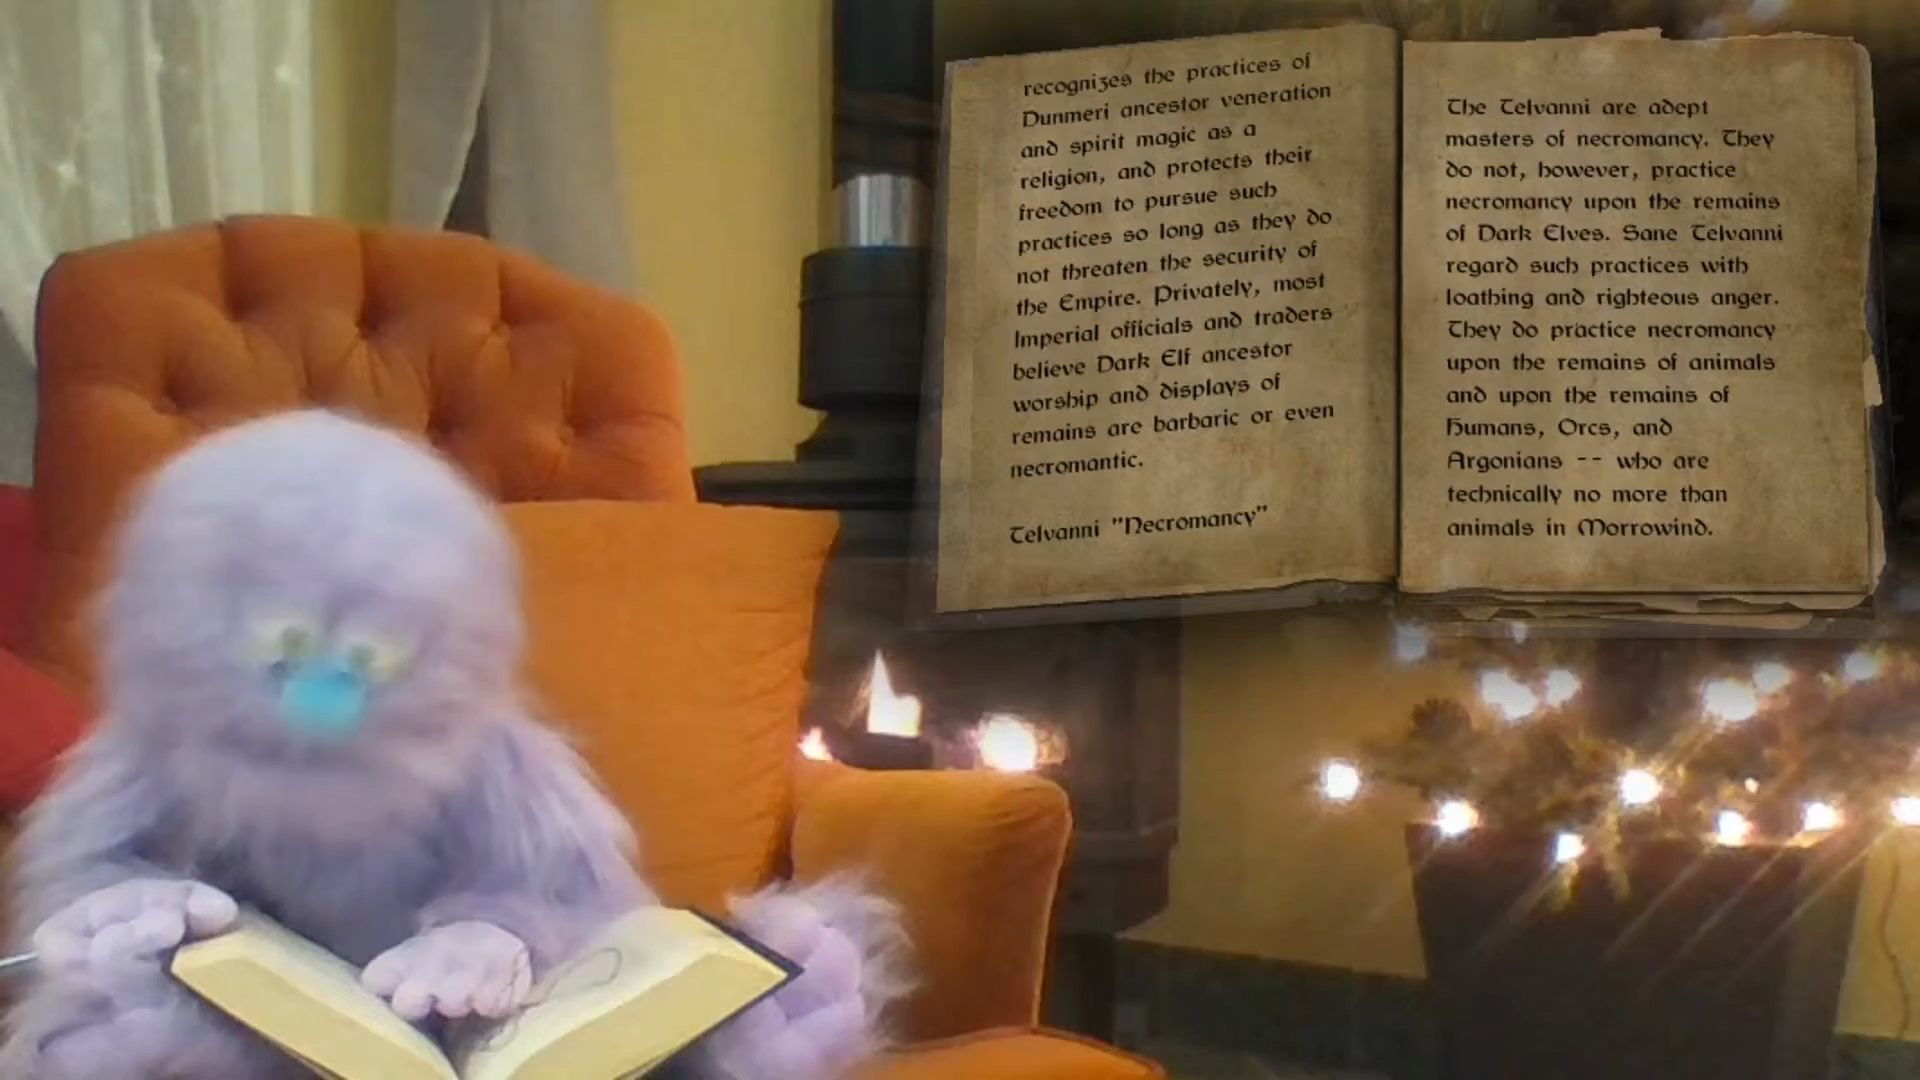 recognizes the practices of
Dunmeri ancestor veneration
and spirit magic as a
religion, and protects their
freedom to pursue such
practices so long as they do
not threaten the security of
the Empire. Privately, most
Imperial officials and traders
believe Dark Elf ancestor
worship and displays of
remains are barbaric or even
necromantic.
Telvanni "Necromancy"
The Telvanni are adept
masters of necromancy. They
do not, however, practice
necromancy upon the remains
of Dark Elves. Sane Telvanni
regard such practices with
loathing and righteous anger.
They do practice necromancy
upon the remains of animals
and upon the remains of
Humans, Orcs, and
Argonians -- who are
technically no more than
animals in Morrowind.